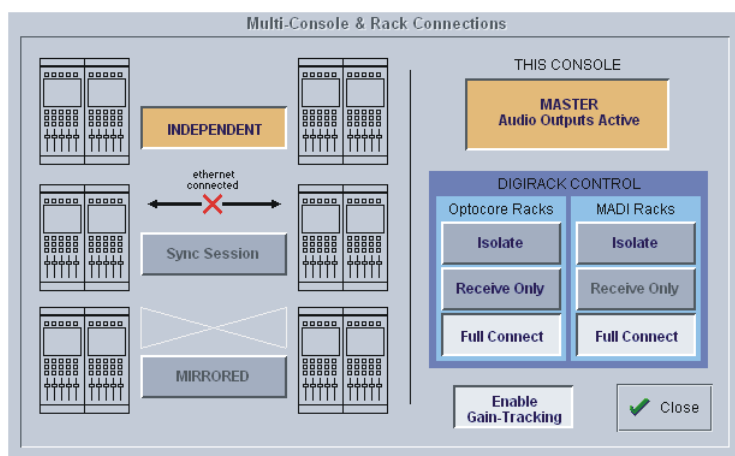 Multi-Console & Rack Connections
INDEPENDENT
ethernet
connected
Sync Session
MIRRORED
THIS CONSOLE
MASTER
Audio Outputs Active
DIGIRACK CONTROL
Optocore Racks
MADI Racks
Isolate
Isolate
Receive Only
Receive Only
Full Connect
Full Connect
Enable
Gain-Tracking
Close